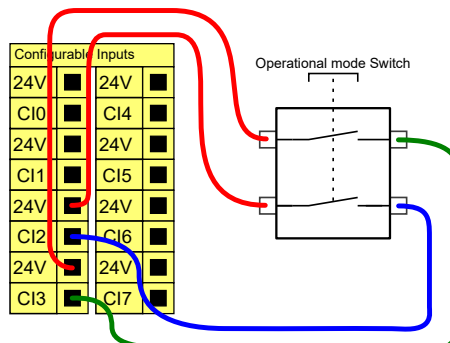 Configurable Inputs
Operational mode Switch
24V 24V
CI0 CI4
24V 24V
CI1 CI5
24V 24V
CI2 CI6
24V 24V
CI3 CI7